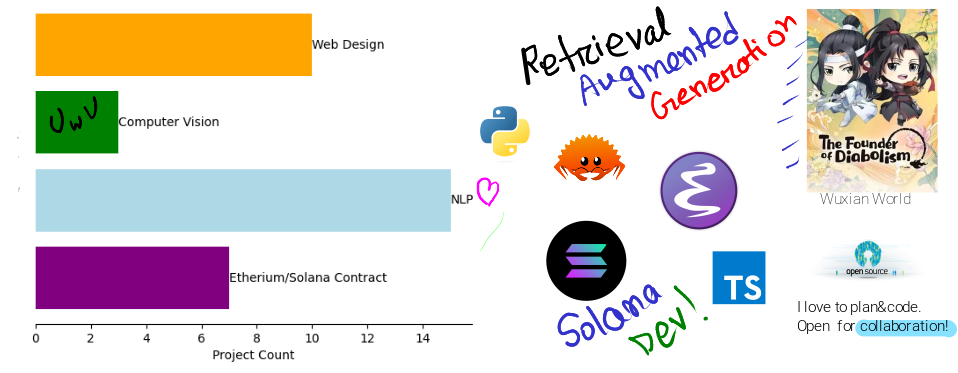 Web Design
UwU
Computer Vision
NLP
Etherium/Solana Contract
0 2 4 6 8 10 12 14
Project Count
Retrieval
Augmented
Generation
TS
Solana
Dev!
The Founder
of Diabolism
Wuxian World
open source
I love to plan&code.
Open for collaboration!